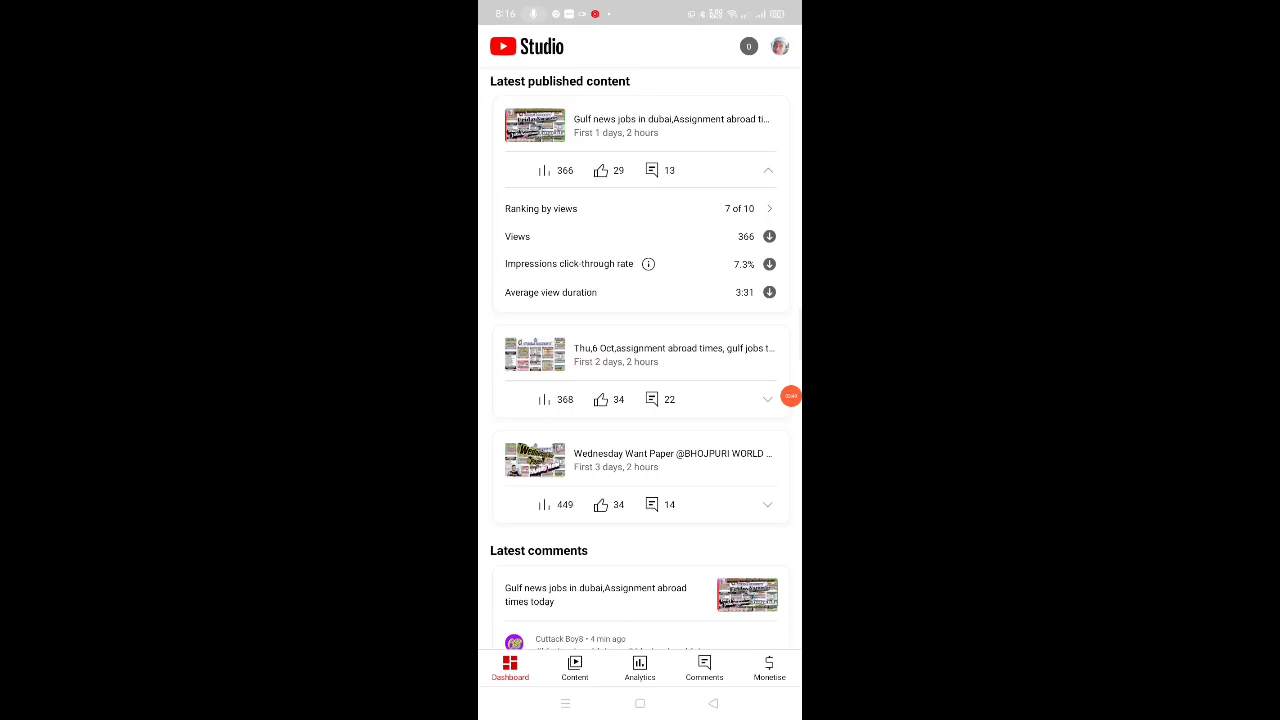 8:16
Studio
0
Latest published content
Gulf news jobs in dubai,Assignment abroad ti...
First 1 days, 2 hours
366 29 13
Ranking by views 7 of 10
Views 366
Impressions click-through rate 7.3%
Average view duration 3:31
Thu,6 Oct,assignment abroad times, gulf jobs t...
First 2 days, 2 hours
368 34 22
Wednesday Want Paper @BHOJPURI WORLD ...
First 3 days, 2 hours
449 34 14
Latest comments
Gulf news jobs in dubai,Assignment abroad
times today
Cuttack Boy8 • 4 min ago
Dashboard Content Analytics Comments Monetise